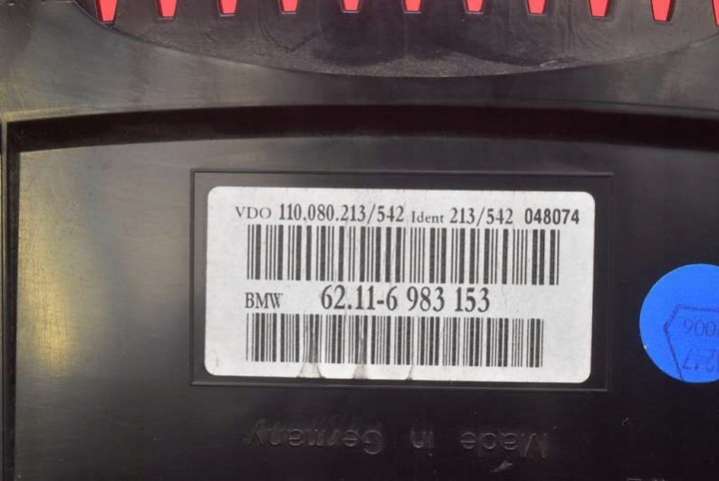 VDO 110.080.213/542 Ident 213/542 048074
BMW 62.11-6 983 153
Made in Germany